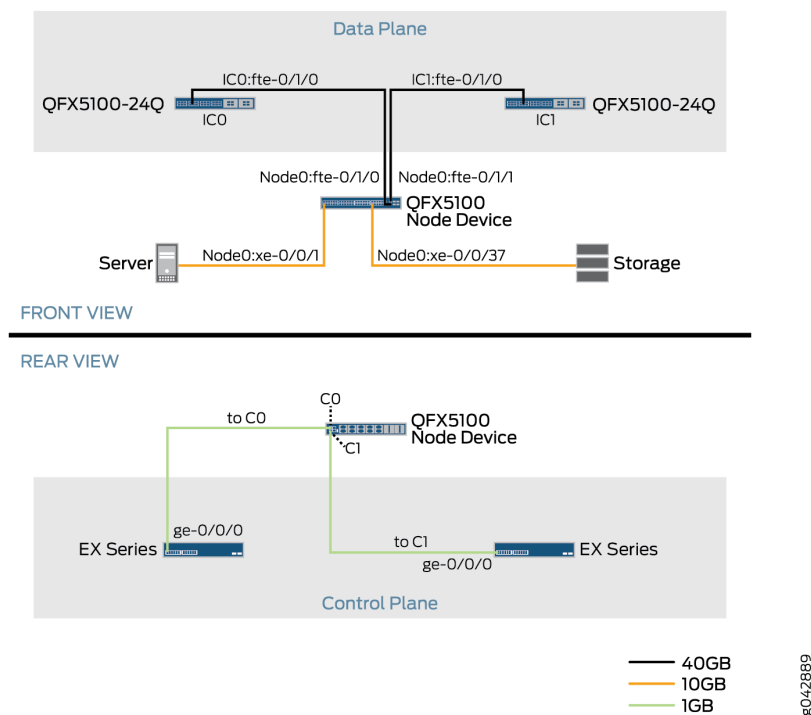 Data Plane
IC0:fte-0/1/0
IC1:fte-0/1/0
QFX5100-24Q
IC0
IC1
QFX5100-24Q
Node0:fte-0/1/0
Node0:fte-0/1/1
QFX5100
Node Device
Server
Node0:xe-0/0/1
Node0:xe-0/0/37
Storage
FRONT VIEW
REAR VIEW
C0
to C0
QFX5100
Node Device
C1
ge-0/0/0
EX Series
to C1
ge-0/0/0
EX Series
Control Plane
40GB
10GB
1GB
g042889